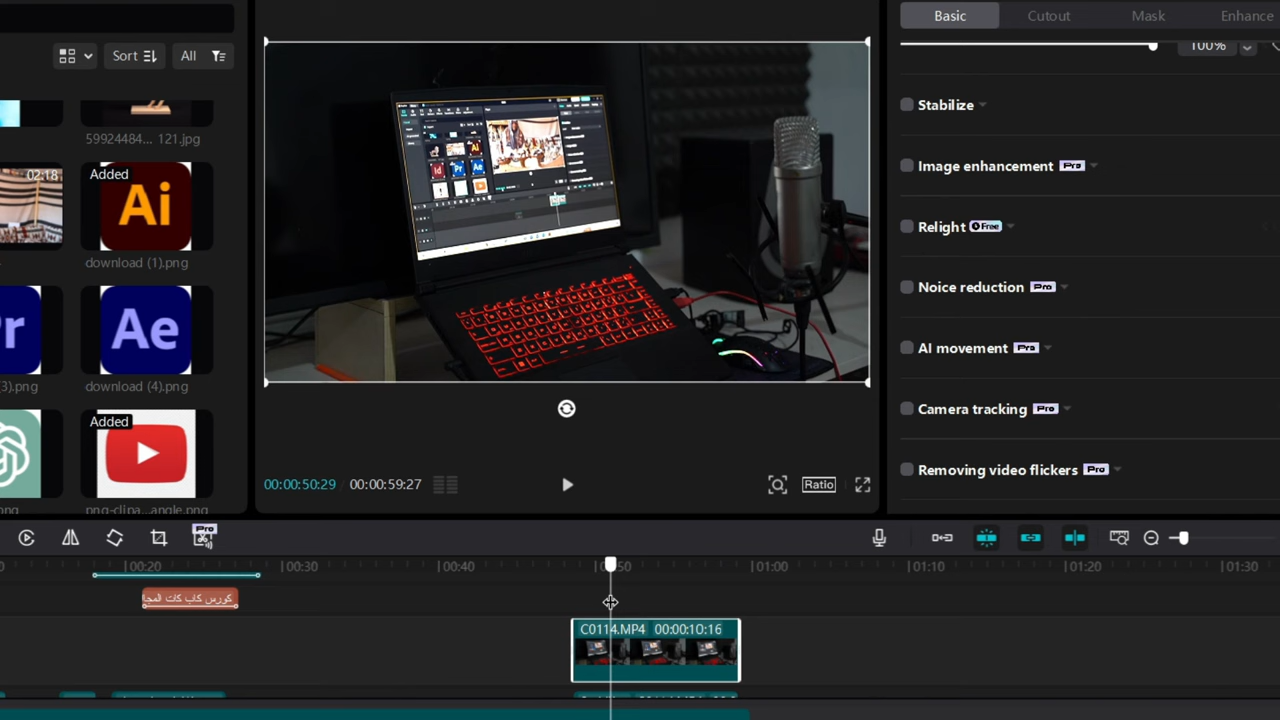 Sort
All
59924484... 121.jpg
02:18
Added
Ai
download (1).png
Pr
(3).png
Ae
download (4).png
Added
png-clipa...angle.png
00:00:50:29 / 00:00:59:27
Ratio
Basic
Cutout
Mask
Enhance
100%
Stabilize
Image enhancement Pro
Relight Free
Noice reduction Pro
AI movement Pro
Camera tracking Pro
Removing video flickers Pro
Pro
00:20
00:30
00:40
01:00
01:10
01:20
01:30
كورس كاب كات المجا
C0114.MP4 00:00:10:16